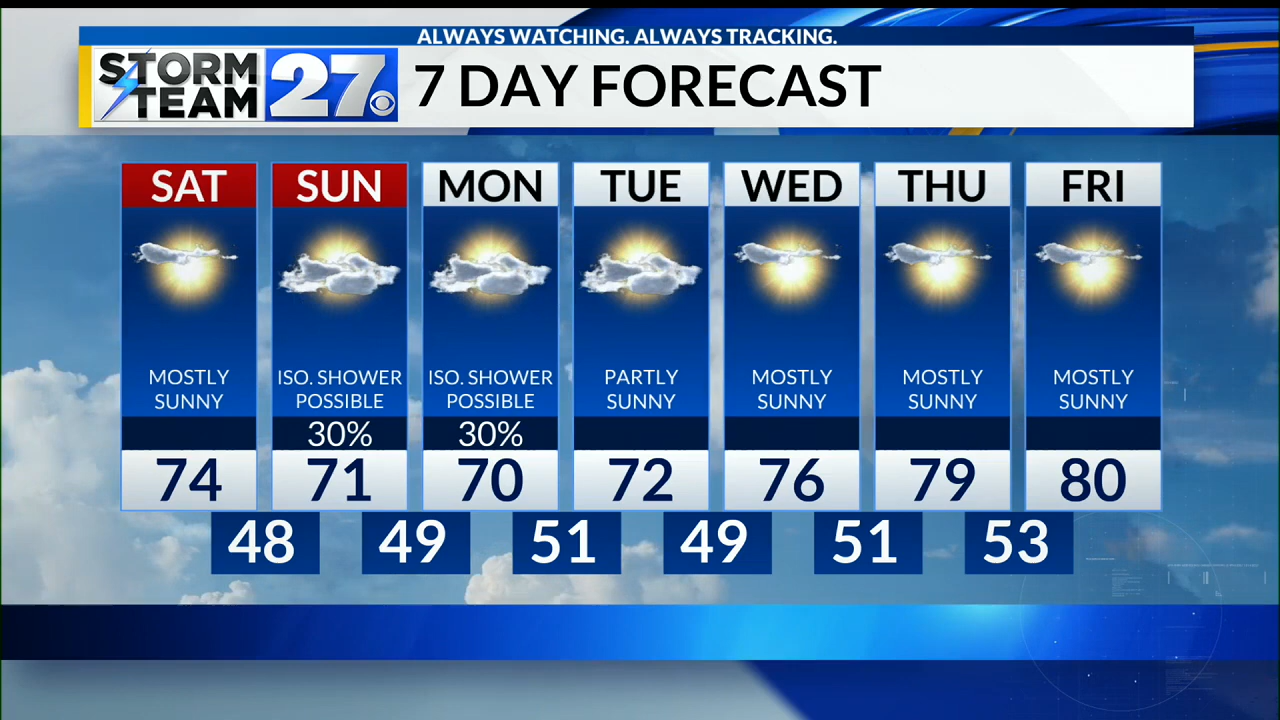 ALWAYS WATCHING. ALWAYS TRACKING.
STORM
TEAM
27
7 DAY FORECAST
SAT SUN MON TUE WED THU FRI
MOSTLY SUNNY
ISO. SHOWER POSSIBLE
ISO. SHOWER POSSIBLE
PARTLY SUNNY
MOSTLY SUNNY
MOSTLY SUNNY
MOSTLY SUNNY
30% 30%
74 71 70 72 76 79 80
48 49 51 49 51 53